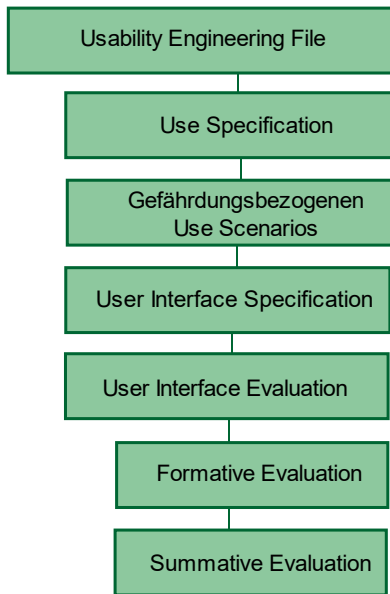 Usability Engineering File
Use Specification
Gefährdungsbezogenen
Use Scenarios
User Interface Specification
User Interface Evaluation
Formative Evaluation
Summative Evaluation